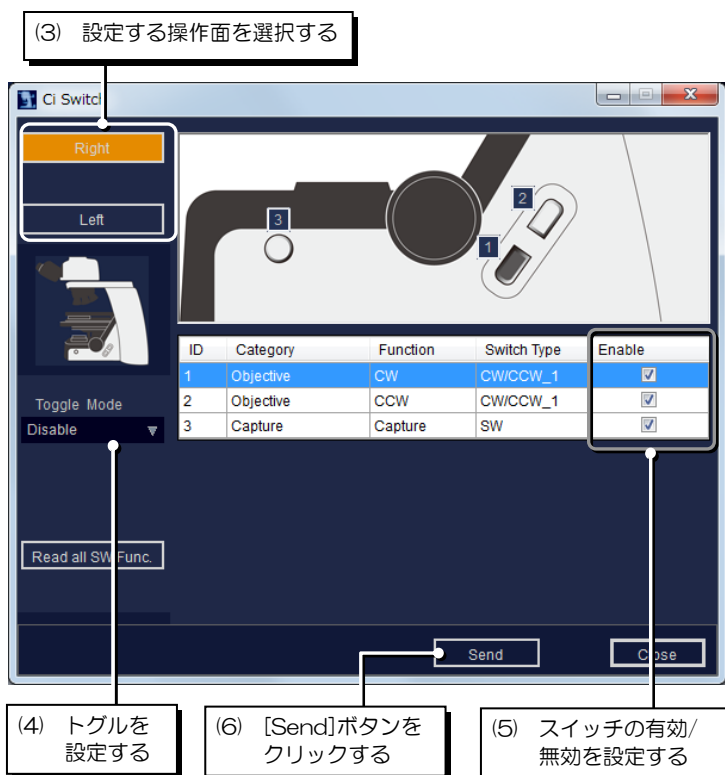 (3) 設定する操作面を選択する
Ci Switch
Right
Left
3
2
1
ID Category Function Switch Type Enable
1 Objective CW CW/CCW_1
2 Objective CCW CW/CCW_1
3 Capture Capture SW
Toggle Mode
Disable
Read all SW Func.
Send
Close
(4) トグルを
設定する
(6) [Send]ボタンを
クリックする
(5) スイッチの有効/
無効を設定する